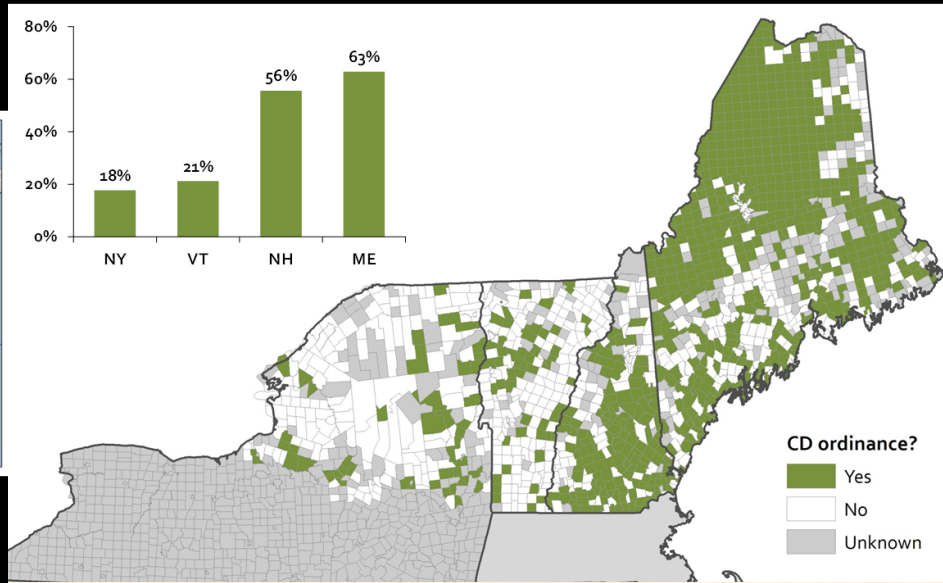 80%
60%
40%
20%
0%
18%
21%
56%
63%
NY VT NH ME
CD ordinance?
Yes
No
Unknown